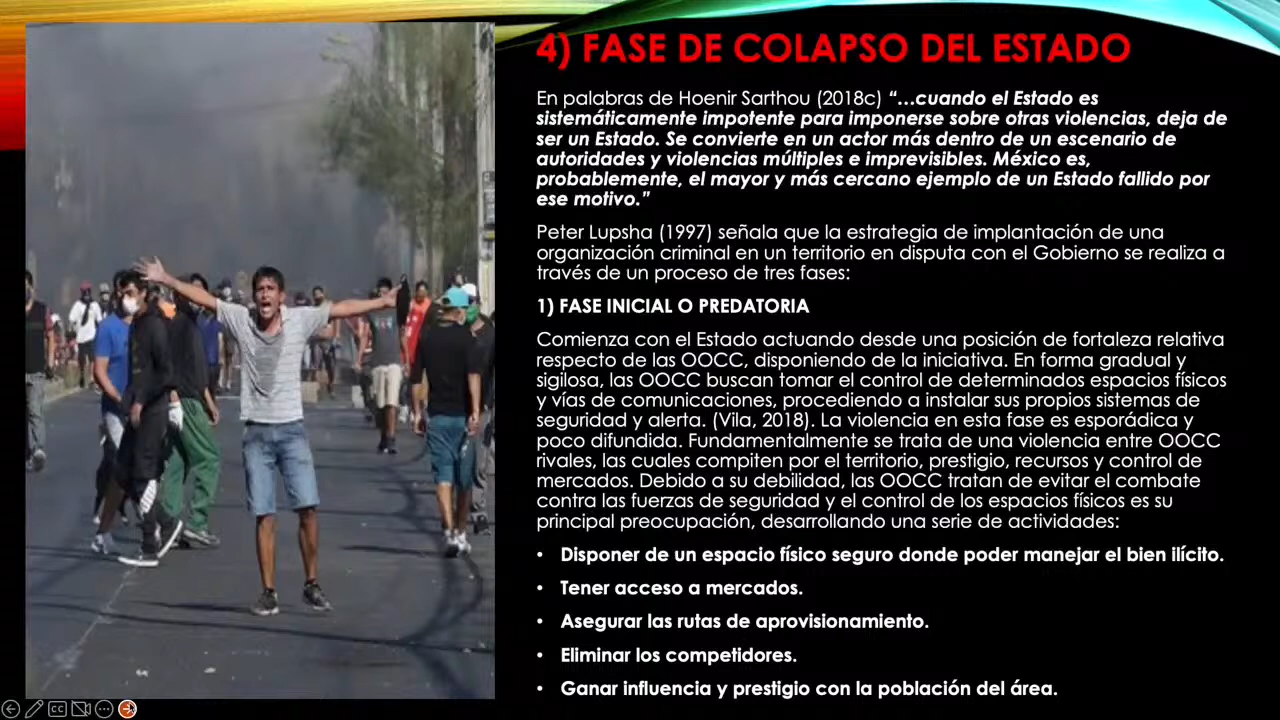 4) FASE DE COLAPSO DEL ESTADO
En palabras de Hoenir Sarthou (2018c) “…cuando el Estado es
sistemáticamente impotente para imponerse sobre otras violencias, deja de
ser un Estado. Se convierte en un actor más dentro de un escenario de
autoridades y violencias múltiples e imprevisibles. México es,
probablemente, el mayor y más cercano ejemplo de un Estado fallido por
ese motivo.”
Peter Lupsha (1997) señala que la estrategia de implantación de una
organización criminal en un territorio en disputa con el Gobierno se realiza a
través de un proceso de tres fases:
1) FASE INICIAL O PREDATORIA
Comienza con el Estado actuando desde una posición de fortaleza relativa
respecto de las OOCC, disponiendo de la iniciativa. En forma gradual y
sigilosa, las OOCC buscan tomar el control de determinados espacios físicos
y vías de comunicaciones, procediendo a instalar sus propios sistemas de
seguridad y alerta. (Vila, 2018). La violencia en esta fase es esporádica y
poco difundida. Fundamentalmente se trata de una violencia entre OOCC
rivales, las cuales compiten por el territorio, prestigio, recursos y control de
mercados. Debido a su debilidad, las OOCC tratan de evitar el combate
contra las fuerzas de seguridad y el control de los espacios físicos es su
principal preocupación, desarrollando una serie de actividades:
• Disponer de un espacio físico seguro donde poder manejar el bien ilícito.
• Tener acceso a mercados.
• Asegurar las rutas de aprovisionamiento.
• Eliminar los competidores.
• Ganar influencia y prestigio con la población del área.
CC